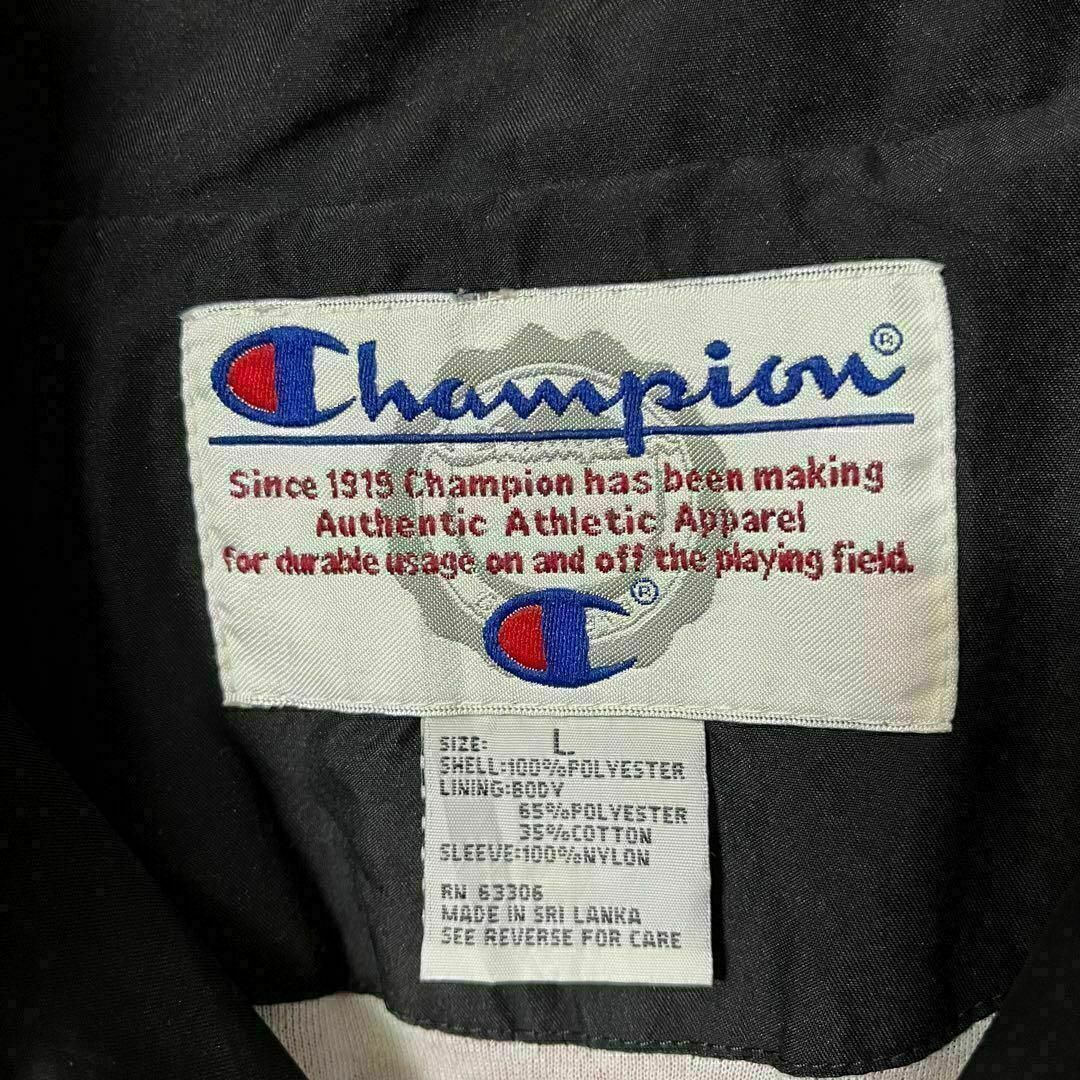 Champion®
Since 1919 Champion has been making
Authentic Athletic Apparel
for durable usage on and off the playing field.
®
SIZE: L
SHELL:100%POLYESTER
LINING:BODY
65%POLYESTER
35%COTTON
SLEEVE:100%NYLON
RN 63306
MADE IN SRI LANKA
SEE REVERSE FOR CARE